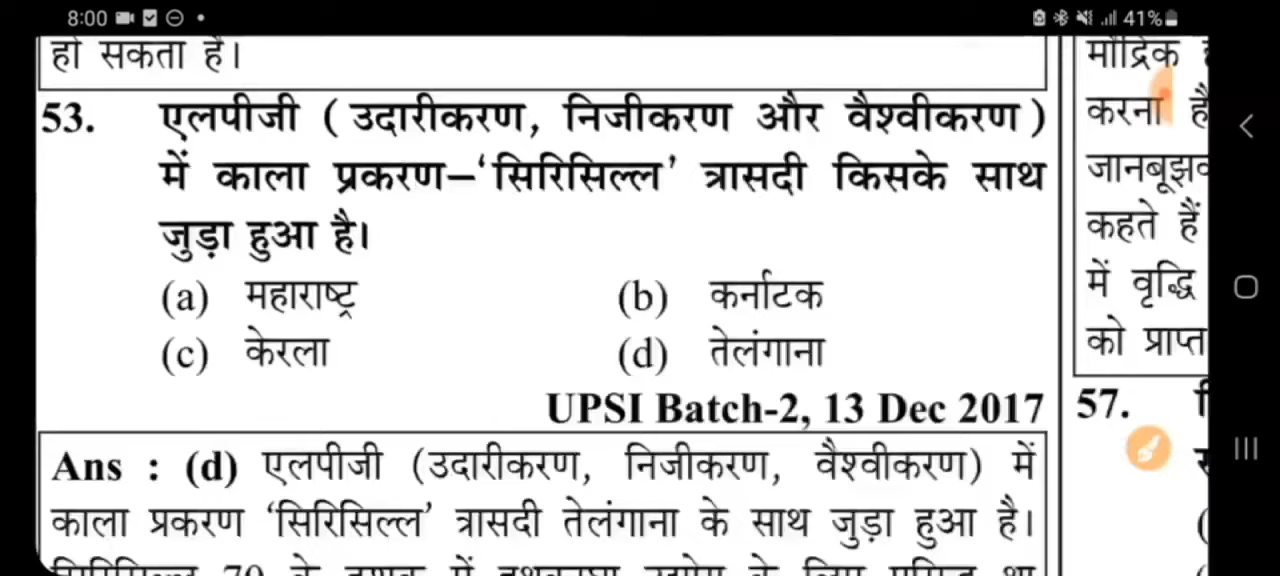 8:00
41%
हो सकता है।
53. एलपीजी ( उदारीकरण, निजीकरण और वैश्वीकरण )
में काला प्रकरण–‘सिरिसिल्ल’ त्रासदी किसके साथ
जुड़ा हुआ है।
(a) महाराष्ट्र (b) कर्नाटक
(c) केरला (d) तेलंगाना
UPSI Batch-2, 13 Dec 2017
Ans : (d) एलपीजी (उदारीकरण, निजीकरण, वैश्वीकरण) में
काला प्रकरण ‘सिरिसिल्ल’ त्रासदी तेलंगाना के साथ जुड़ा हुआ है।
मौद्रिक
करना हैं
कहते हैं
में वृद्धि
को प्राप्त
57.